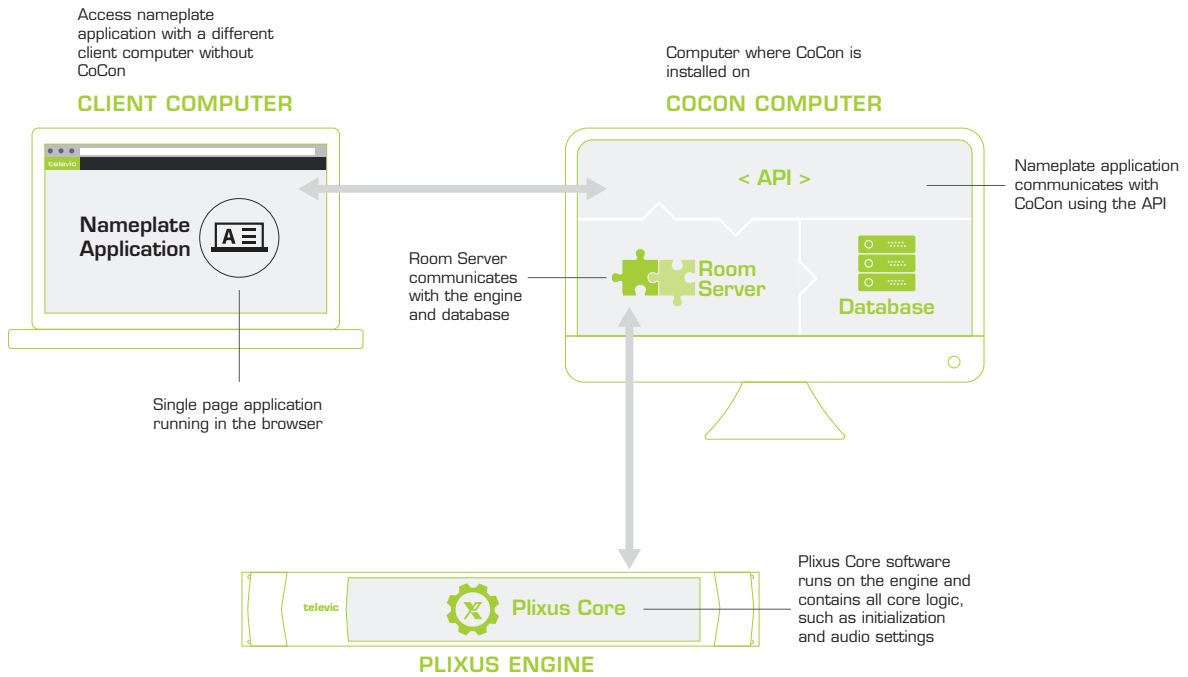 Access nameplate
application with a different
client computer without
CoCon
CLIENT COMPUTER
televic
Nameplate
Application
A
Single page application
running in the browser
Computer where CoCon is
installed on
COCON COMPUTER
< API >
Nameplate application
communicates with
CoCon using the API
Room Server
communicates
with the engine
and database
Room
Server
Database
televic
X
Plixus Core
Plixus Core software
runs on the engine and
contains all core logic,
such as initialization
and audio settings
PLIXUS ENGINE